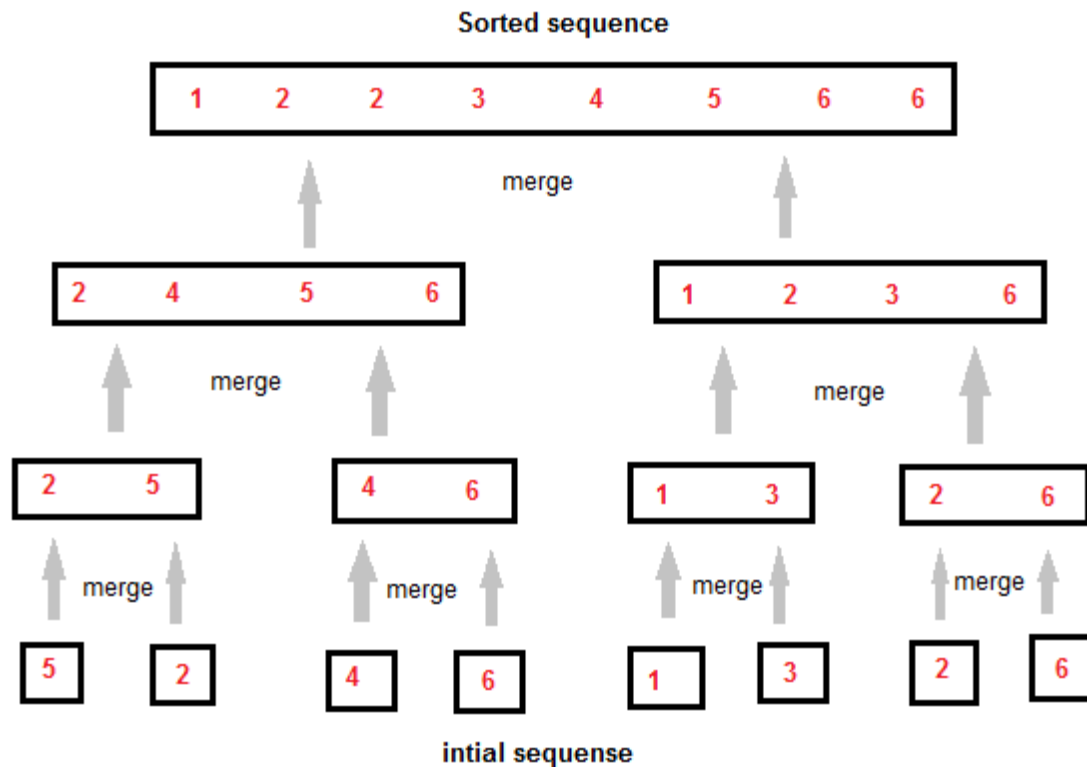 Sorted sequence
1 2 2 3 4 5 6 6
merge
2 4 5 6
1 2 3 6
merge
merge
2 5
4 6
1 3
2 6
merge
merge
merge
merge
5
2
4
6
1
3
2
6
intial sequense